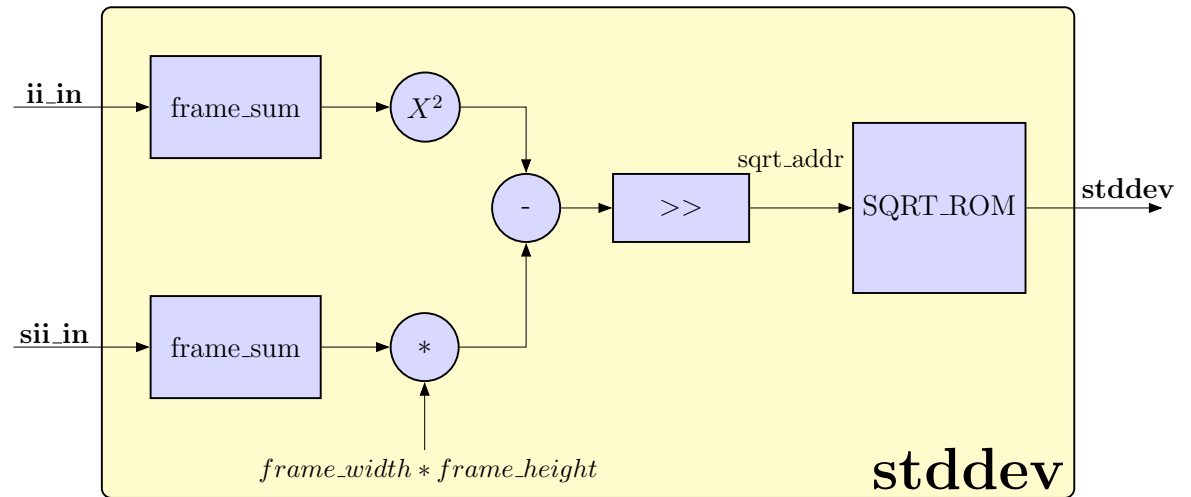 ii_in
frame_sum
X²
sqrt_addr
-
>>
SQRT_ROM
stddev
sii_in
frame_sum
*
frame_width * frame_height
stddev